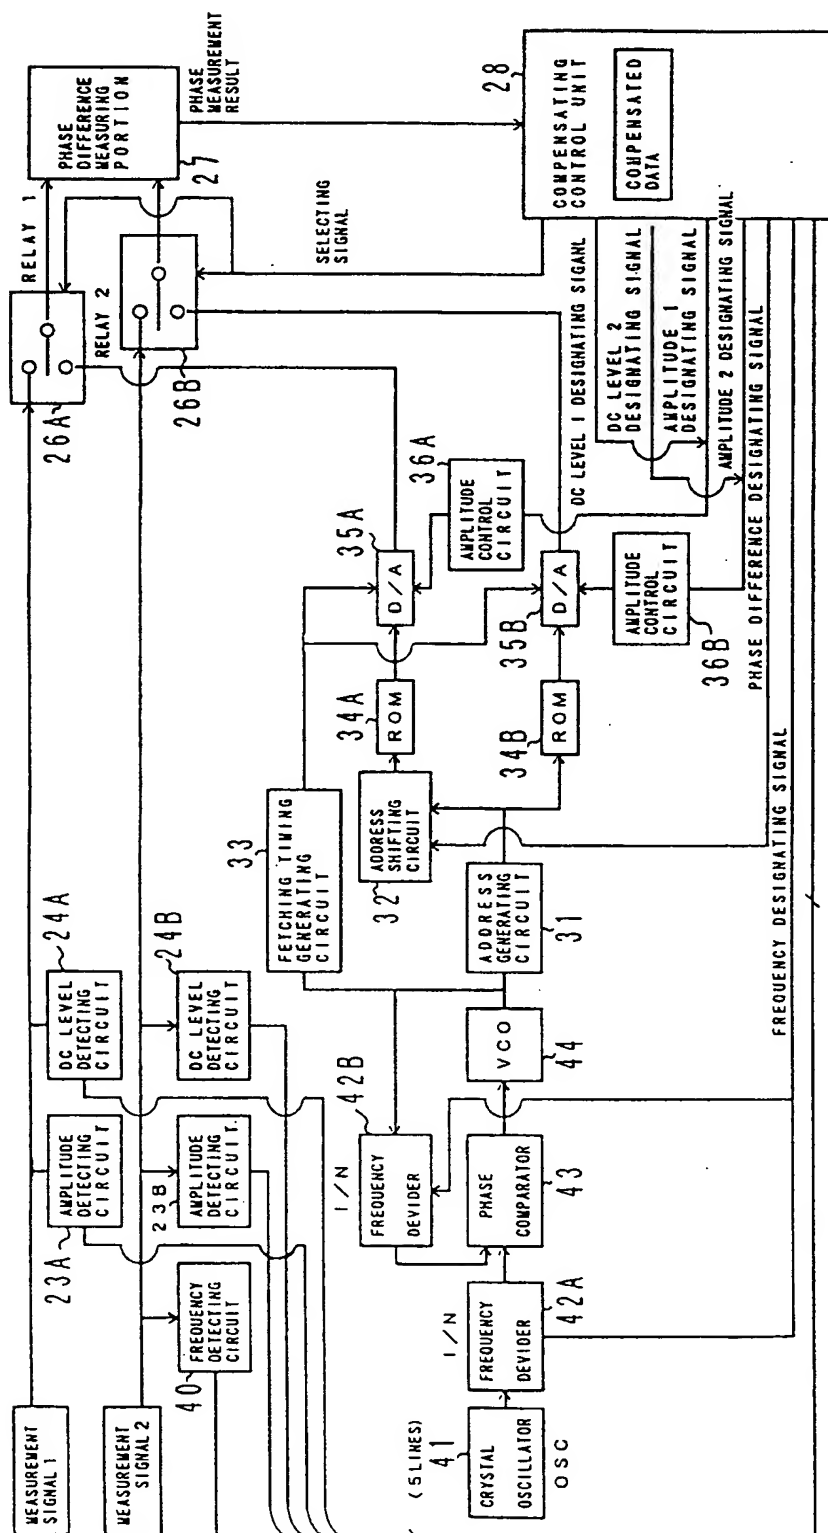 MEASUREMENT
SIGNAL 1
MEASUREMENT
SIGNAL 2
23A
AMPLITUDE
DETECTING
CIRCUIT
24A
DC LEVEL
DETECTING
CIRCUIT
26A
RELAY 1
PHASE
DIFFERENCE
MEASURING
PORTION
27
40
FREQUENCY
DETECTING
CIRCUIT
23B
AMPLITUDE
DETECTING
CIRCUIT.
24B
DC LEVEL
DETECTING
CIRCUIT
RELAY 2
26B
PHASE
MEASUREMENT
RESULT
SELECTING
SIGNAL
33
FETCHING TIMING
GENERATING
CIRCUIT
1/N
42B
FREQUENCY
DEVIDER
32
ADDRESS
SHIFTING
CIRCUIT
34A
ROM
35A
D/A
36A
AMPLITUDE
CONTROL
CIRCUIT
(5 LINES)
41
CRYSTAL
OSCILLATOR
OSC
1/N
FREQUENCY
DEVIDER
42A
PHASE
COMPARATOR
43
VCO
44
ADDRESS
GENERATING
CIRCUIT
31
34B
ROM
35B
D/A
AMPLITUDE
CONTROL
CIRCUIT
36B
28
COMPENSATING
CONTROL UNIT
COMPENSATED
DATA
DC LEVEL 1 DESIGNATING SIGANL
DC LEVEL 2
DESIGNATING SIGNAL
AMPLITUDE 1
DESIGNATING SIGNAL
AMPLITUDE 2 DESIGNATING SIGNAL
PHASE DIFFERENCE DESIGNATING SIGNAL
FREQUENCY DESIGNATING SIGNAL